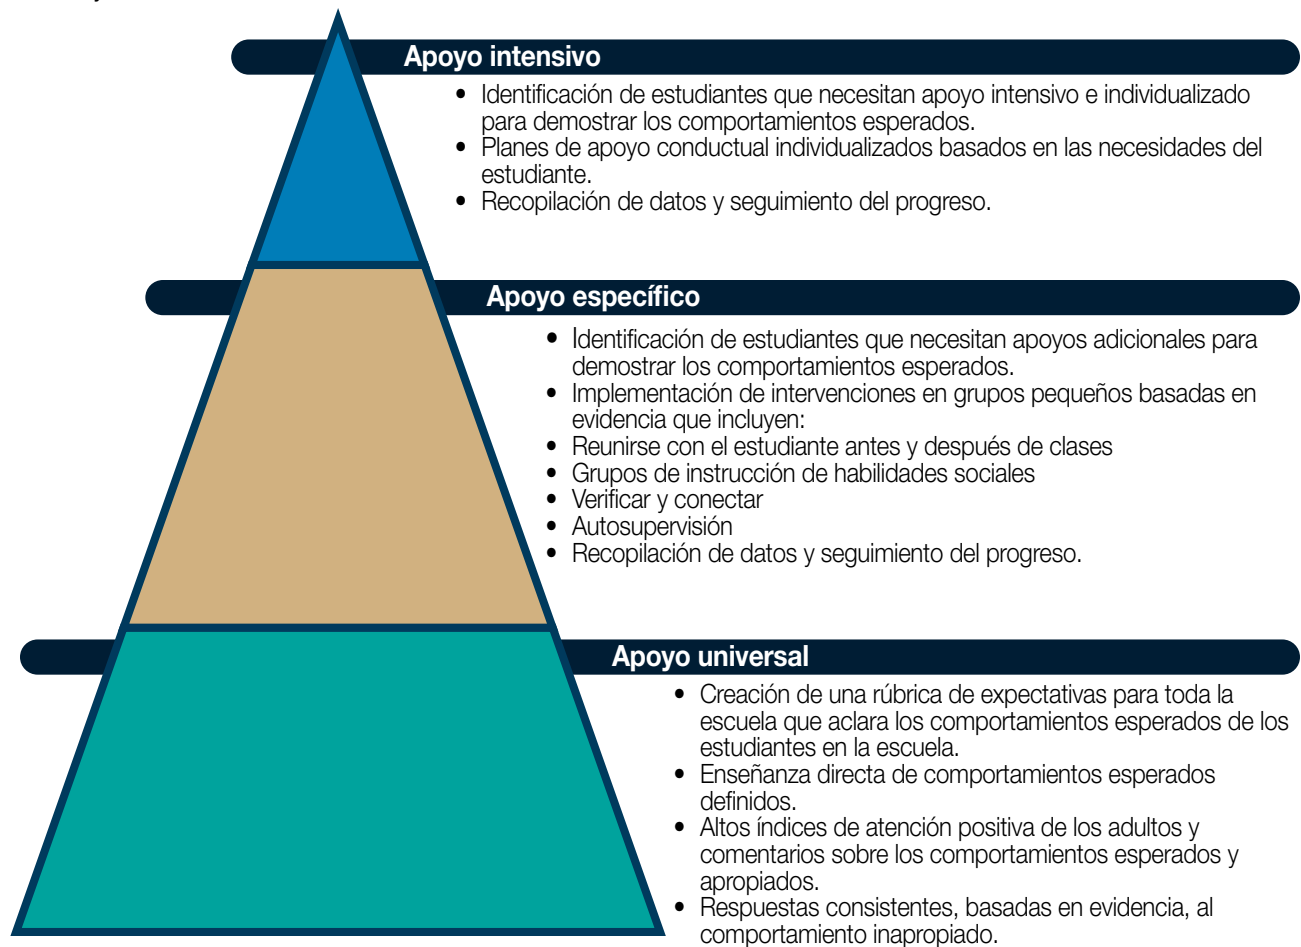 Apoyo intensivo
• Identificación de estudiantes que necesitan apoyo intensivo e individualizado
para demostrar los comportamientos esperados.
• Planes de apoyo conductual individualizados basados en las necesidades del
estudiante.
• Recopilación de datos y seguimiento del progreso.
Apoyo específico
• Identificación de estudiantes que necesitan apoyos adicionales para
demostrar los comportamientos esperados.
• Implementación de intervenciones en grupos pequeños basadas en
evidencia que incluyen:
• Reunirse con el estudiante antes y después de clases
• Grupos de instrucción de habilidades sociales
• Verificar y conectar
• Autosupervisión
• Recopilación de datos y seguimiento del progreso.
Apoyo universal
• Creación de una rúbrica de expectativas para toda la
escuela que aclara los comportamientos esperados de los
estudiantes en la escuela.
• Enseñanza directa de comportamientos esperados
definidos.
• Altos índices de atención positiva de los adultos y
comentarios sobre los comportamientos esperados y
apropiados.
• Respuestas consistentes, basadas en evidencia, al
comportamiento inapropiado.